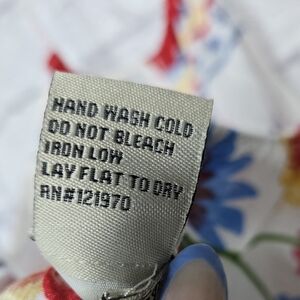 HAND WASH COLD
DO NOT BLEACH
IRON LOW
LAY FLAT TO DRY
RN#121970